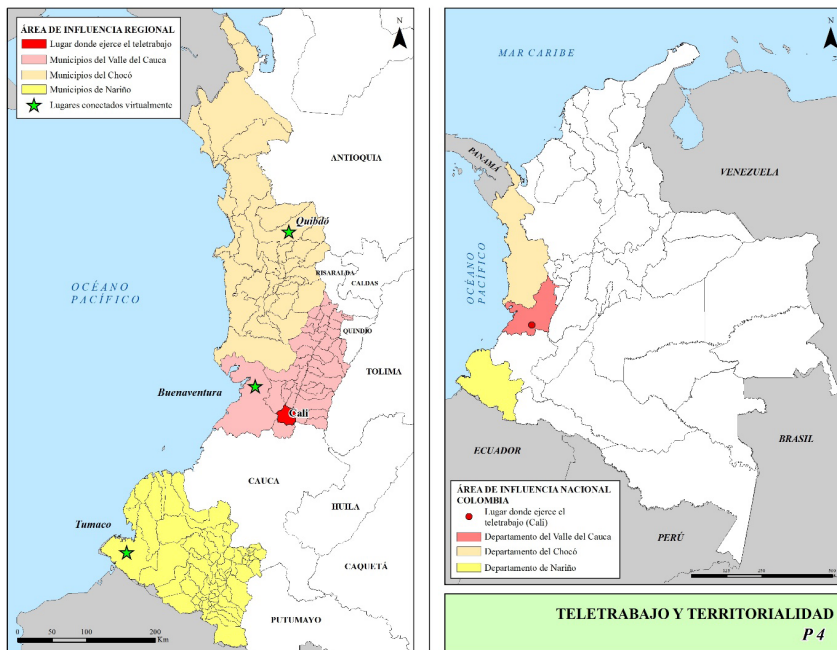 ÁREA DE INFLUENCIA REGIONAL
Lugar donde ejerce el teletrabajo
Municipios del Valle del Cauca
Municipios del Chocó
Municipios de Nariño
Lugares conectados virtualmente
N
ANTIOQUIA
Quibdó
RISARALDA
CALDAS
OCÉANO
PACÍFICO
QUINDÍO
TOLIMA
Buenaventura
Cali
CAUCA
HUILA
Tumaco
CAQUETÁ
PUTUMAYO
0 50 100 200
Km
N
MAR CARIBE
PANAMÁ
VENEZUELA
OCÉANO
PACÍFICO
ECUADOR
BRASIL
PERÚ
ÁREA DE INFLUENCIA NACIONAL
COLOMBIA
Lugar donde ejerce el
teletrabajo (Cali)
Departamento del Valle del Cauca
Departamento del Chocó
Departamento de Nariño
TELETRABAJO Y TERRITORIALIDAD
P 4